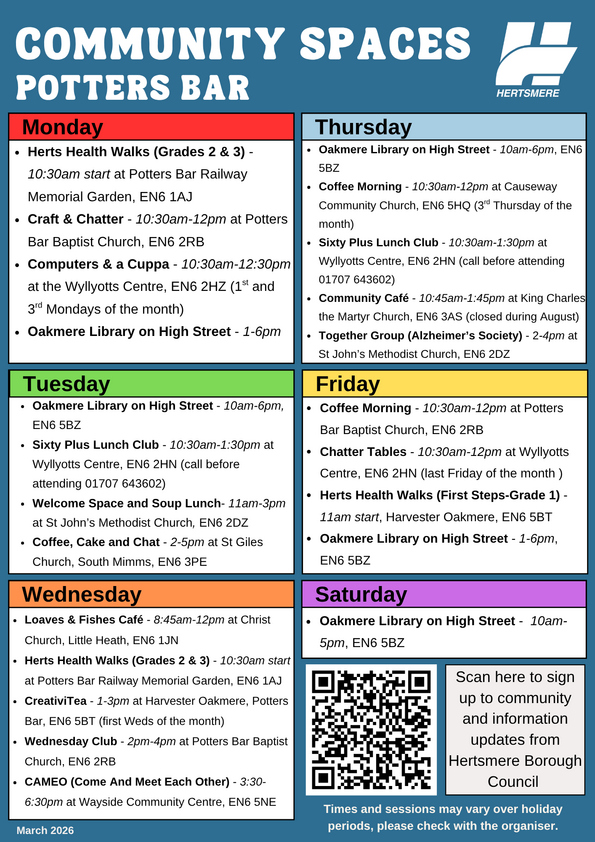 COMMUNITY SPACES
POTTERS BAR
HERTSMERE
Monday
• Herts Health Walks (Grades 2 & 3) -
10:30am start at Potters Bar Railway
Memorial Garden, EN6 1AJ
• Craft & Chatter - 10:30am-12pm at Potters
Bar Baptist Church, EN6 2RB
• Computers & a Cuppa - 10:30am-12:30pm
at the Wyllyotts Centre, EN6 2HZ (1st and
3rd Mondays of the month)
• Oakmere Library on High Street - 1-6pm
Tuesday
• Oakmere Library on High Street - 10am-6pm,
EN6 5BZ
• Sixty Plus Lunch Club - 10:30am-1:30pm at
Wyllyotts Centre, EN6 2HN (call before
attending 01707 643602)
• Welcome Space and Soup Lunch- 11am-3pm
at St John's Methodist Church, EN6 2DZ
• Coffee, Cake and Chat - 2-5pm at St Giles
Church, South Mimms, EN6 3PE
Wednesday
• Loaves & Fishes Café - 8:45am-12pm at Christ
Church, Little Heath, EN6 1JN
• Herts Health Walks (Grades 2 & 3) - 10:30am start
at Potters Bar Railway Memorial Garden, EN6 1AJ
• CreativiTea - 1-3pm at Harvester Oakmere, Potters
Bar, EN6 5BT (first Weds of the month)
• Wednesday Club - 2pm-4pm at Potters Bar Baptist
Church, EN6 2RB
• CAMEO (Come And Meet Each Other) - 3:30-
6:30pm at Wayside Community Centre, EN6 5NE
March 2026
Thursday
• Oakmere Library on High Street - 10am-6pm, EN6
5BZ
• Coffee Morning - 10:30am-12pm at Causeway
Community Church, EN6 5HQ (3rd Thursday of the
month)
• Sixty Plus Lunch Club - 10:30am-1:30pm at
Wyllyotts Centre, EN6 2HN (call before attending
01707 643602)
• Community Café - 10:45am-1:45pm at King Charles
the Martyr Church, EN6 3AS (closed during August)
• Together Group (Alzheimer's Society) - 2-4pm at
St John's Methodist Church, EN6 2DZ
Friday
• Coffee Morning - 10:30am-12pm at Potters
Bar Baptist Church, EN6 2RB
• Chatter Tables - 10:30am-12pm at Wyllyotts
Centre, EN6 2HN (last Friday of the month )
• Herts Health Walks (First Steps-Grade 1) -
11am start, Harvester Oakmere, EN6 5BT
• Oakmere Library on High Street - 1-6pm,
EN6 5BZ
Saturday
• Oakmere Library on High Street - 10am-
5pm, EN6 5BZ
Scan here to sign
up to community
and information
updates from
Hertsmere Borough
Council
Times and sessions may vary over holiday
periods, please check with the organiser.